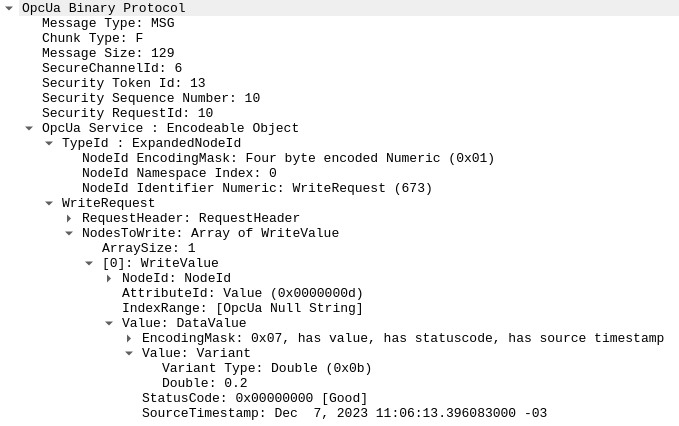 OpcUa Binary Protocol
Message Type: MSG
Chunk Type: F
Message Size: 129
SecureChannelId: 6
Security Token Id: 13
Security Sequence Number: 10
Security RequestId: 10
OpcUa Service : Encodeable Object
TypeId : ExpandedNodeId
NodeId EncodingMask: Four byte encoded Numeric (0x01)
NodeId Namespace Index: 0
NodeId Identifier Numeric: WriteRequest (673)
WriteRequest
RequestHeader: RequestHeader
NodesToWrite: Array of WriteValue
ArraySize: 1
[0]: WriteValue
NodeId: NodeId
AttributeId: Value (0x0000000d)
IndexRange: [OpcUa Null String]
Value: DataValue
EncodingMask: 0x07, has value, has statuscode, has source timestamp
Value: Variant
Variant Type: Double (0x0b)
Double: 0.2
StatusCode: 0x00000000 [Good]
SourceTimestamp: Dec  7, 2023 11:06:13.396083000 -03